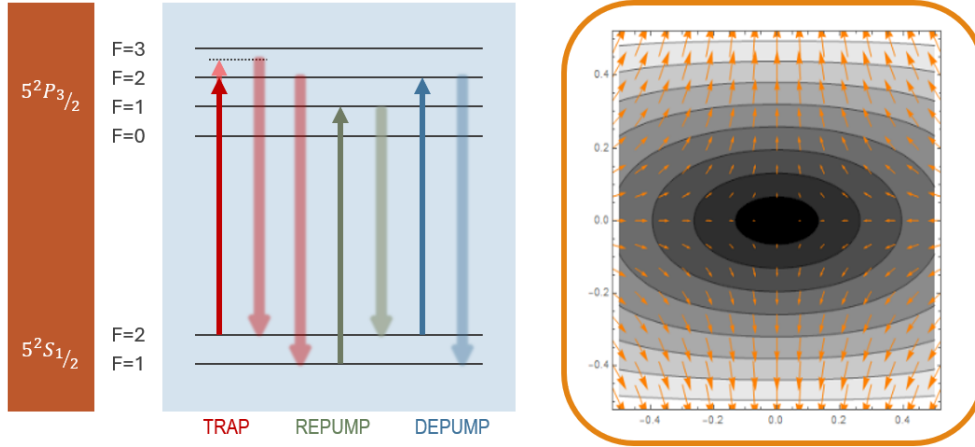 5²P₃/₂
F=3
F=2
F=1
F=0
5²S₁/₂
F=2
F=1
TRAP REPUMP DEPUMP
0.4
0.2
0.0
−0.2
−0.4
−0.4 −0.2 0.0 0.2 0.4